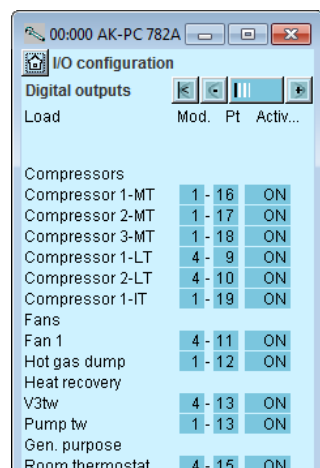 00:000 AK-PC 782A
I/O configuration
Digital outputs
Load Mod. Pt Activ...
Compressors
Compressor 1-MT 1 - 16 ON
Compressor 2-MT 1 - 17 ON
Compressor 3-MT 1 - 18 ON
Compressor 1-LT 4 - 9 ON
Compressor 2-LT 4 - 10 ON
Compressor 1-IT 1 - 19 ON
Fans
Fan 1 4 - 11 ON
Hot gas dump 1 - 12 ON
Heat recovery
V3tw 4 - 13 ON
Pump tw 1 - 13 ON
Gen. purpose
Room thermostat 4 - 15 ON